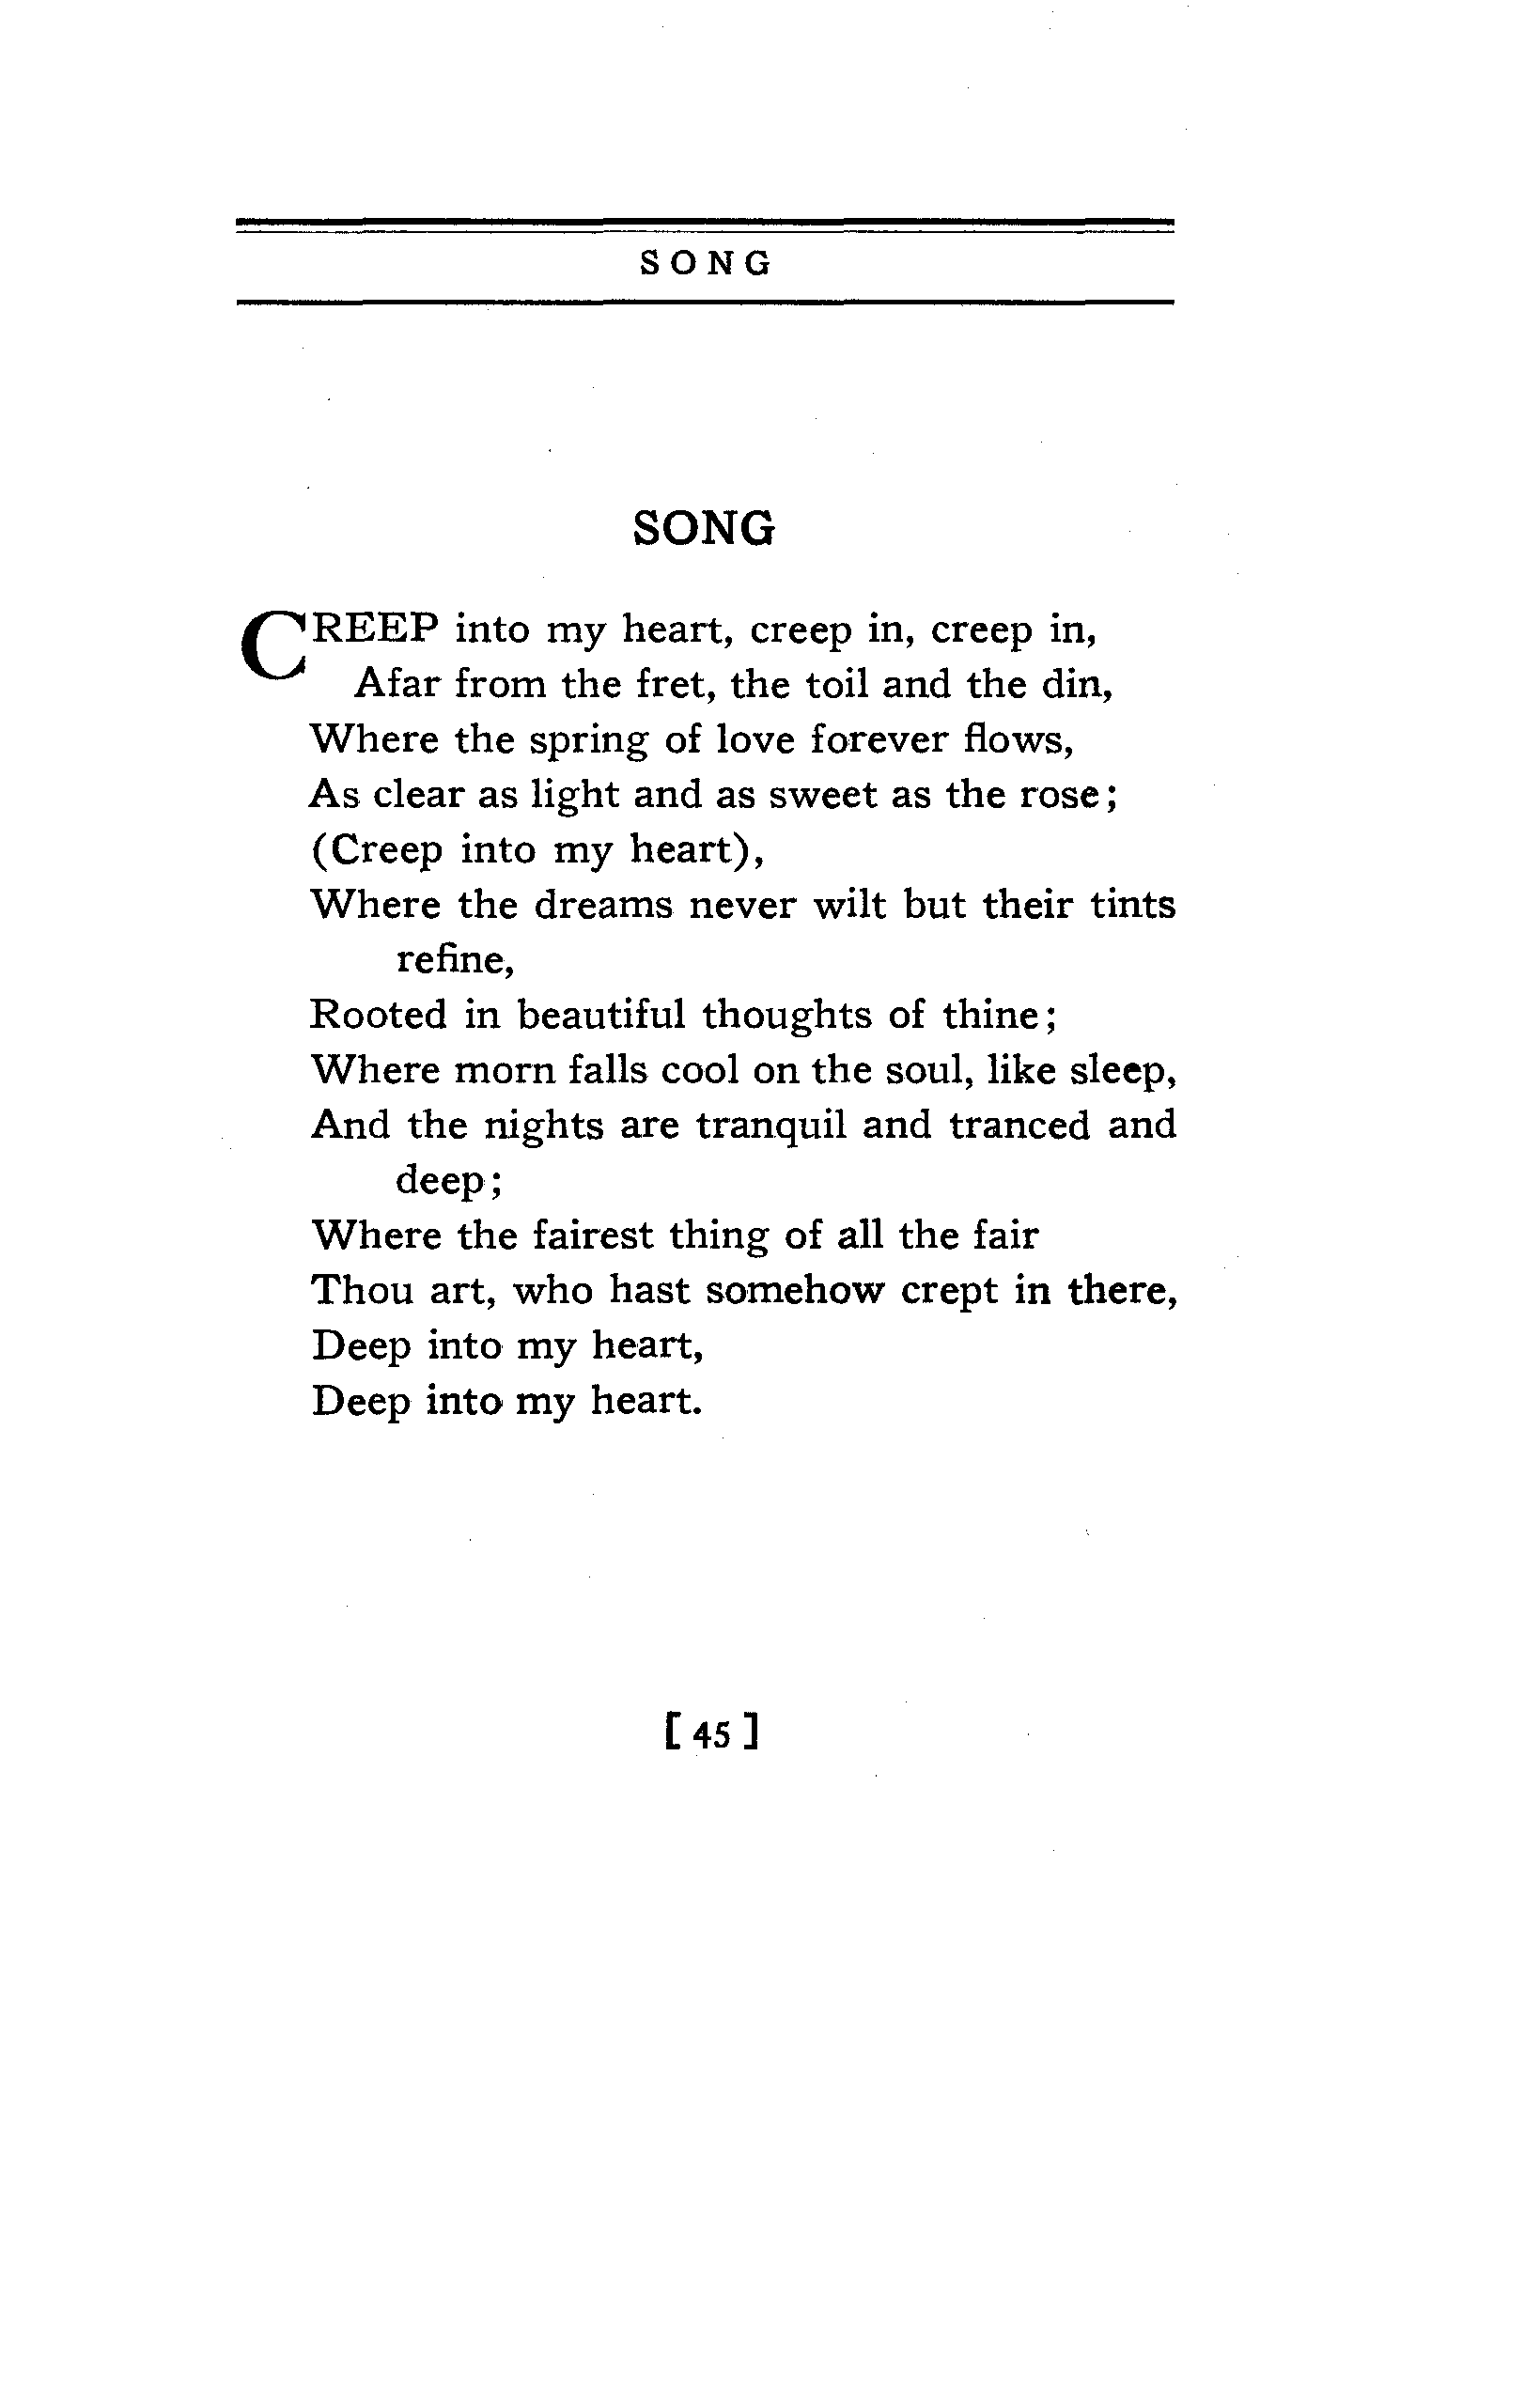 SONG
SONG
CREEP into my heart, creep in, creep in,
Afar from the fret, the toil and the din,
Where the spring of love forever flows,
As clear as light and as sweet as the rose;
(Creep into my heart),
Where the dreams never wilt but their tints
refine,
Rooted in beautiful thoughts of thine;
Where morn falls cool on the soul, like sleep,
And the nights are tranquil and tranced and
deep;
Where the fairest thing of all the fair
Thou art, who hast somehow crept in there,
Deep into my heart,
Deep into my heart.
[ 45 ]